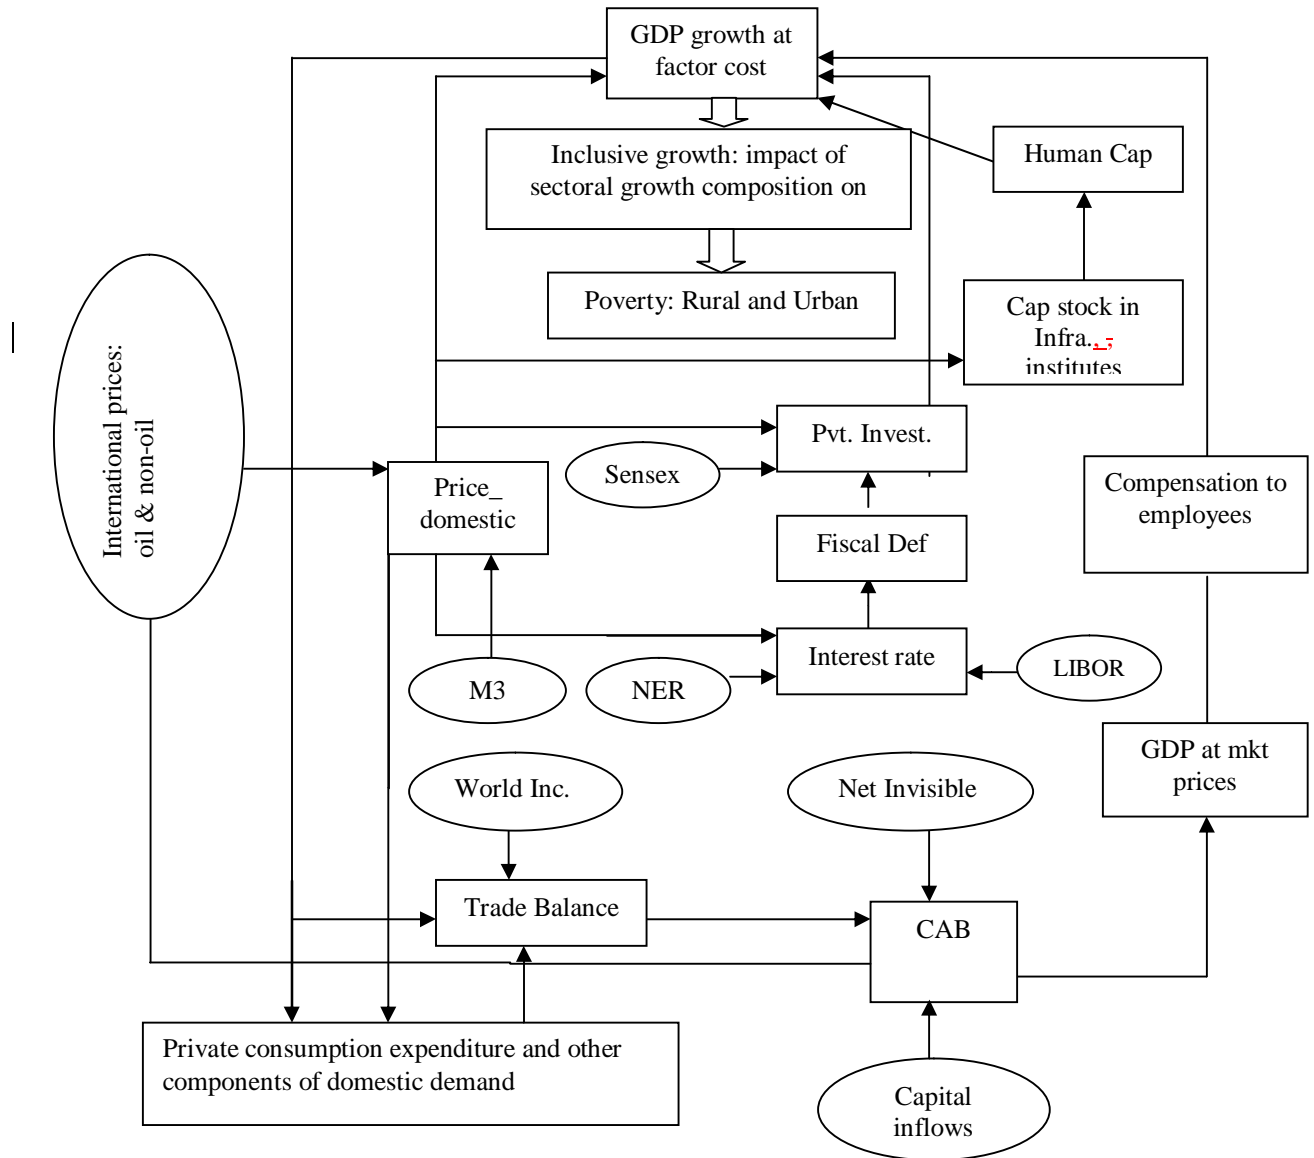 GDP growth at
factor cost
Inclusive growth: impact of
sectoral growth composition on
Human Cap
Poverty: Rural and Urban
Cap stock in
Infra., ,
institutes
International prices:
oil & non-oil
Pvt. Invest.
Sensex
Price_
domestic
Compensation to
employees
Fiscal Def
Interest rate
LIBOR
M3
NER
GDP at mkt
prices
World Inc.
Net Invisible
Trade Balance
CAB
Private consumption expenditure and other
components of domestic demand
Capital
inflows